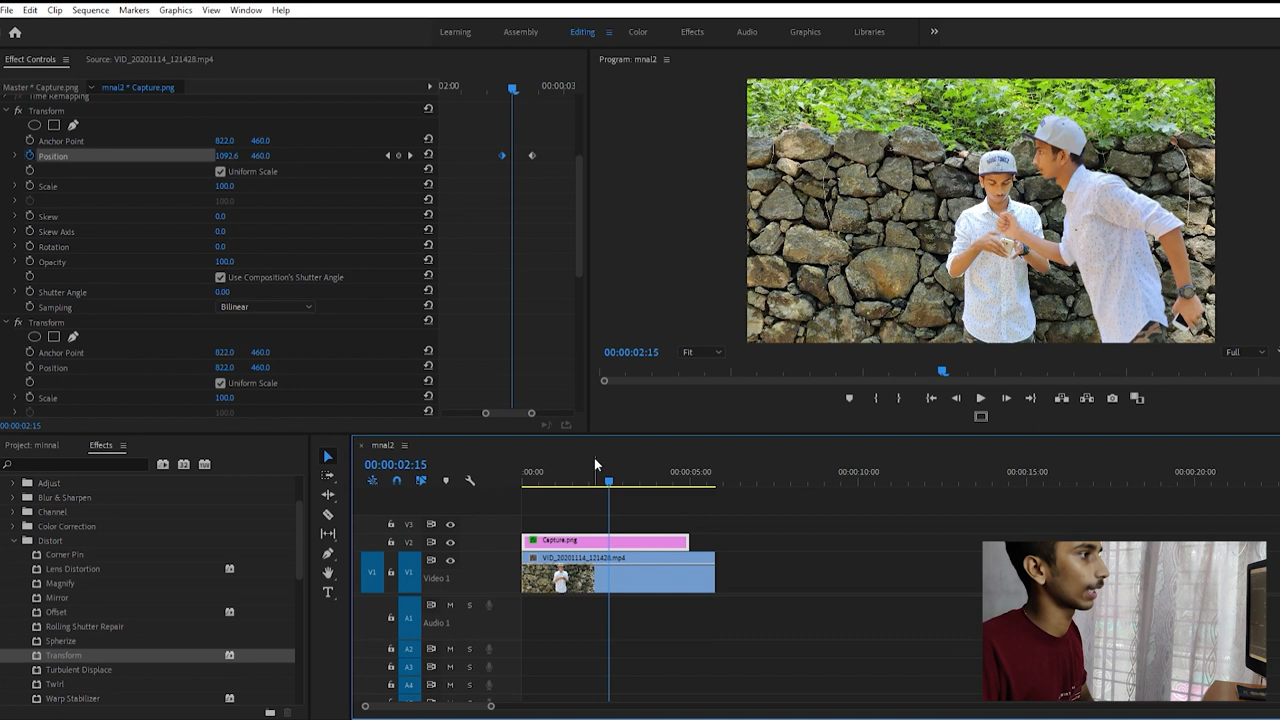 File Edit Clip Sequence Markers Graphics View Window Help
Learning Assembly Editing Color Effects Audio Graphics Libraries
Effect Controls Source: VID_20201114_121428.mp4
Program: mnal2
Master * Capture.png mnal2 * Capture.png
:02:00 00:00:03
Time Remapping
fx Transform
Anchor Point 822.0 460.0
Position 1092.6 460.0
Uniform Scale
Scale 100.0
100.0
Skew 0.0
Skew Axis 0.0
Rotation 0.0
Opacity 100.0
Use Composition's Shutter Angle
Shutter Angle 0.00
Sampling Bilinear
fx Transform
Anchor Point 822.0 460.0
Position 822.0 460.0
Uniform Scale
Scale 100.0
100.0
00:00:02:15
00:00:02:15 Fit Full
Project: minnal Effects
Adjust
Blur & Sharpen
Channel
Color Correction
Distort
Corner Pin
Lens Distortion
Magnify
Mirror
Offset
Rolling Shutter Repair
Spherize
Transform
Turbulent Displace
Twirl
Warp Stabilizer
mnal2
00:00:02:15
:00:00 00:00:05:00 00:00:10:00 00:00:15:00 00:00:20:00
V3
V2 Capture.png
VID_20201114_121428.mp4
V1 V1 Video 1
M S
A1 Audio 1
A2 M S
A3 M S
A4 M S